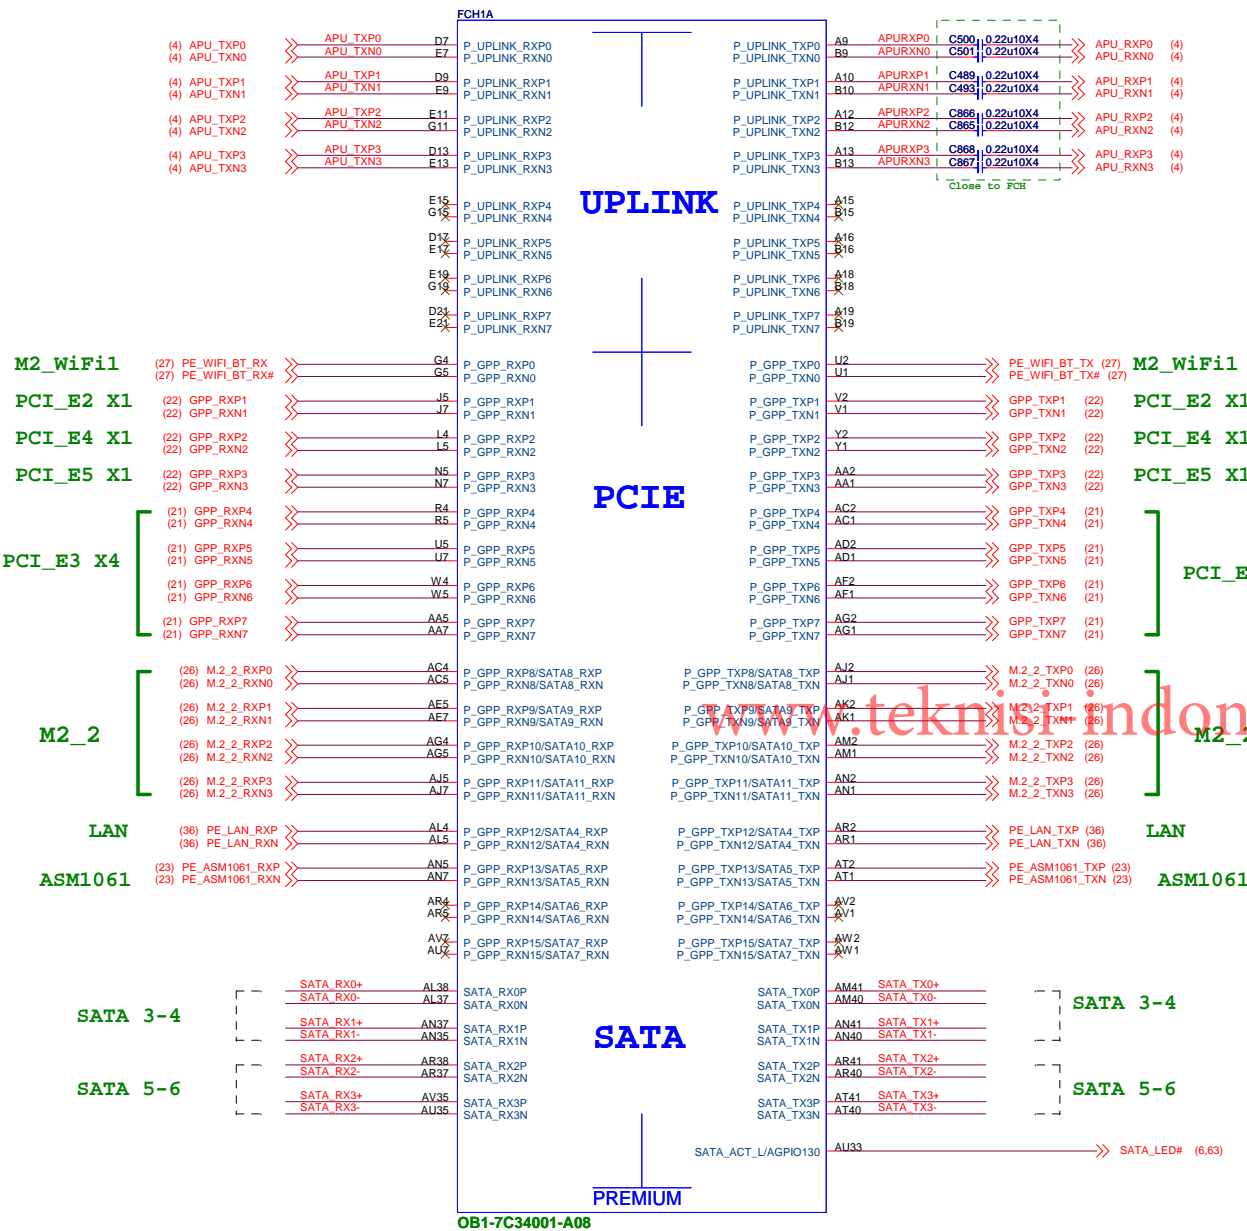 FCH1A
(4) APU_TXP0 APU_TXP0 D7 P_UPLINK_RXP0 P_UPLINK_TXP0 A9 APURXP0 C500 0.22u10X4 APU_RXP0 (4)
(4) APU_TXN0 APU_TXN0 E7 P_UPLINK_RXN0 P_UPLINK_TXN0 B9 APURXN0 C501 0.22u10X4 APU_RXN0 (4)
(4) APU_TXP1 APU_TXP1 D9 P_UPLINK_RXP1 P_UPLINK_TXP1 A10 APURXP1 C489 0.22u10X4 APU_RXP1 (4)
(4) APU_TXN1 APU_TXN1 E9 P_UPLINK_RXN1 P_UPLINK_TXN1 B10 APURXN1 C493 0.22u10X4 APU_RXN1 (4)
(4) APU_TXP2 APU_TXP2 E11 P_UPLINK_RXP2 P_UPLINK_TXP2 A12 APURXP2 C866 0.22u10X4 APU_RXP2 (4)
(4) APU_TXN2 APU_TXN2 G11 P_UPLINK_RXN2 P_UPLINK_TXN2 B12 APURXN2 C865 0.22u10X4 APU_RXN2 (4)
(4) APU_TXP3 APU_TXP3 D13 P_UPLINK_RXP3 P_UPLINK_TXP3 A13 APURXP3 C868 0.22u10X4 APU_RXP3 (4)
(4) APU_TXN3 APU_TXN3 E13 P_UPLINK_RXN3 P_UPLINK_TXN3 B13 APURXN3 C867 0.22u10X4 APU_RXN3 (4)
Close to FCH
UPLINK
E15 P_UPLINK_RXP4 P_UPLINK_TXP4 A15
G15 P_UPLINK_RXN4 P_UPLINK_TXN4 B15
D17 P_UPLINK_RXP5 P_UPLINK_TXP5 A16
E17 P_UPLINK_RXN5 P_UPLINK_TXN5 B16
E19 P_UPLINK_RXP6 P_UPLINK_TXP6 A18
G19 P_UPLINK_RXN6 P_UPLINK_TXN6 B18
D21 P_UPLINK_RXP7 P_UPLINK_TXP7 A19
E21 P_UPLINK_RXN7 P_UPLINK_TXN7 B19
M2_WiFi1 (27) PE_WIFI_BT_RX G4 P_GPP_RXP0 P_GPP_TXP0 U2 PE_WIFI_BT_TX (27) M2_WiFi1
(27) PE_WIFI_BT_RX# G5 P_GPP_RXN0 P_GPP_TXN0 U1 PE_WIFI_BT_TX# (27)
PCI_E2 X1 (22) GPP_RXP1 J5 P_GPP_RXP1 P_GPP_TXP1 V2 GPP_TXP1 (22) PCI_E2 X1
(22) GPP_RXN1 J7 P_GPP_RXN1 P_GPP_TXN1 V1 GPP_TXN1 (22)
PCI_E4 X1 (22) GPP_RXP2 L4 P_GPP_RXP2 P_GPP_TXP2 Y2 GPP_TXP2 (22) PCI_E4 X1
(22) GPP_RXN2 L5 P_GPP_RXN2 P_GPP_TXN2 Y1 GPP_TXN2 (22)
PCI_E5 X1 (22) GPP_RXP3 N5 P_GPP_RXP3 P_GPP_TXP3 AA2 GPP_TXP3 (22) PCI_E5 X1
(22) GPP_RXN3 N7 P_GPP_RXN3 P_GPP_TXN3 AA1 GPP_TXN3 (22)
PCIE
(21) GPP_RXP4 R4 P_GPP_RXP4 P_GPP_TXP4 AC2 GPP_TXP4 (21)
(21) GPP_RXN4 R5 P_GPP_RXN4 P_GPP_TXN4 AC1 GPP_TXN4 (21)
(21) GPP_RXP5 U5 P_GPP_RXP5 P_GPP_TXP5 AD2 GPP_TXP5 (21)
PCI_E3 X4 (21) GPP_RXN5 U7 P_GPP_RXN5 P_GPP_TXN5 AD1 GPP_TXN5 (21) PCI_E
(21) GPP_RXP6 W4 P_GPP_RXP6 P_GPP_TXP6 AF2 GPP_TXP6 (21)
(21) GPP_RXN6 W5 P_GPP_RXN6 P_GPP_TXN6 AF1 GPP_TXN6 (21)
(21) GPP_RXP7 AA5 P_GPP_RXP7 P_GPP_TXP7 AG2 GPP_TXP7 (21)
(21) GPP_RXN7 AA7 P_GPP_RXN7 P_GPP_TXN7 AG1 GPP_TXN7 (21)
(26) M.2_2_RXP0 AC4 P_GPP_RXP8/SATA8_RXP P_GPP_TXP8/SATA8_TXP AJ2 M.2_2_TXP0 (26)
(26) M.2_2_RXN0 AC5 P_GPP_RXN8/SATA8_RXN P_GPP_TXN8/SATA8_TXN AJ1 M.2_2_TXN0 (26)
(26) M.2_2_RXP1 AE5 P_GPP_RXP9/SATA9_RXP P_GPP_TXP9/SATA9_TXP AK2 M.2_2_TXP1 (26)
(26) M.2_2_RXN1 AE7 P_GPP_RXN9/SATA9_RXN P_GPP_TXN9/SATA9_TXN AK1 M.2_2_TXN1 (26)
www.teknisi-indon
M2_2 M2_2
(26) M.2_2_RXP2 AG4 P_GPP_RXP10/SATA10_RXP P_GPP_TXP10/SATA10_TXP AM2 M.2_2_TXP2 (26)
(26) M.2_2_RXN2 AG5 P_GPP_RXN10/SATA10_RXN P_GPP_TXN10/SATA10_TXN AM1 M.2_2_TXN2 (26)
(26) M.2_2_RXP3 AJ5 P_GPP_RXP11/SATA11_RXP P_GPP_TXP11/SATA11_TXP AN2 M.2_2_TXP3 (26)
(26) M.2_2_RXN3 AJ7 P_GPP_RXN11/SATA11_RXN P_GPP_TXN11/SATA11_TXN AN1 M.2_2_TXN3 (26)
LAN (36) PE_LAN_RXP AL4 P_GPP_RXP12/SATA4_RXP P_GPP_TXP12/SATA4_TXP AR2 PE_LAN_TXP (36) LAN
(36) PE_LAN_RXN AL5 P_GPP_RXN12/SATA4_RXN P_GPP_TXN12/SATA4_TXN AR1 PE_LAN_TXN (36)
(23) PE_ASM1061_RXP AN5 P_GPP_RXP13/SATA5_RXP P_GPP_TXP13/SATA5_TXP AT2 PE_ASM1061_TXP (23)
ASM1061 (23) PE_ASM1061_RXN AN7 P_GPP_RXN13/SATA5_RXN P_GPP_TXN13/SATA5_TXN AT1 PE_ASM1061_TXN (23) ASM1061
AR4 P_GPP_RXP14/SATA6_RXP P_GPP_TXP14/SATA6_TXP AV2
AR5 P_GPP_RXN14/SATA6_RXN P_GPP_TXN14/SATA6_TXN AV1
AV7 P_GPP_RXP15/SATA7_RXP P_GPP_TXP15/SATA7_TXP AW2
AU7 P_GPP_RXN15/SATA7_RXN P_GPP_TXN15/SATA7_TXN AW1
SATA_RX0+ AL38 SATA_RX0P SATA_TX0P AM41 SATA_TX0+
SATA 3-4 SATA_RX0- AL37 SATA_RX0N SATA_TX0N AM40 SATA_TX0- SATA 3-4
SATA_RX1+ AN37 SATA_RX1P SATA_TX1P AN41 SATA_TX1+
SATA_RX1- AN35 SATA_RX1N SATA_TX1N AN40 SATA_TX1-
SATA
SATA_RX2+ AR38 SATA_RX2P SATA_TX2P AR41 SATA_TX2+
SATA 5-6 SATA_RX2- AR37 SATA_RX2N SATA_TX2N AR40 SATA_TX2- SATA 5-6
SATA_RX3+ AV35 SATA_RX3P SATA_TX3P AT41 SATA_TX3+
SATA_RX3- AU35 SATA_RX3N SATA_TX3N AT40 SATA_TX3-
SATA_ACT_L/AGPIO130 AU33 SATA_LED# (6,63)
PREMIUM
OB1-7C34001-A08